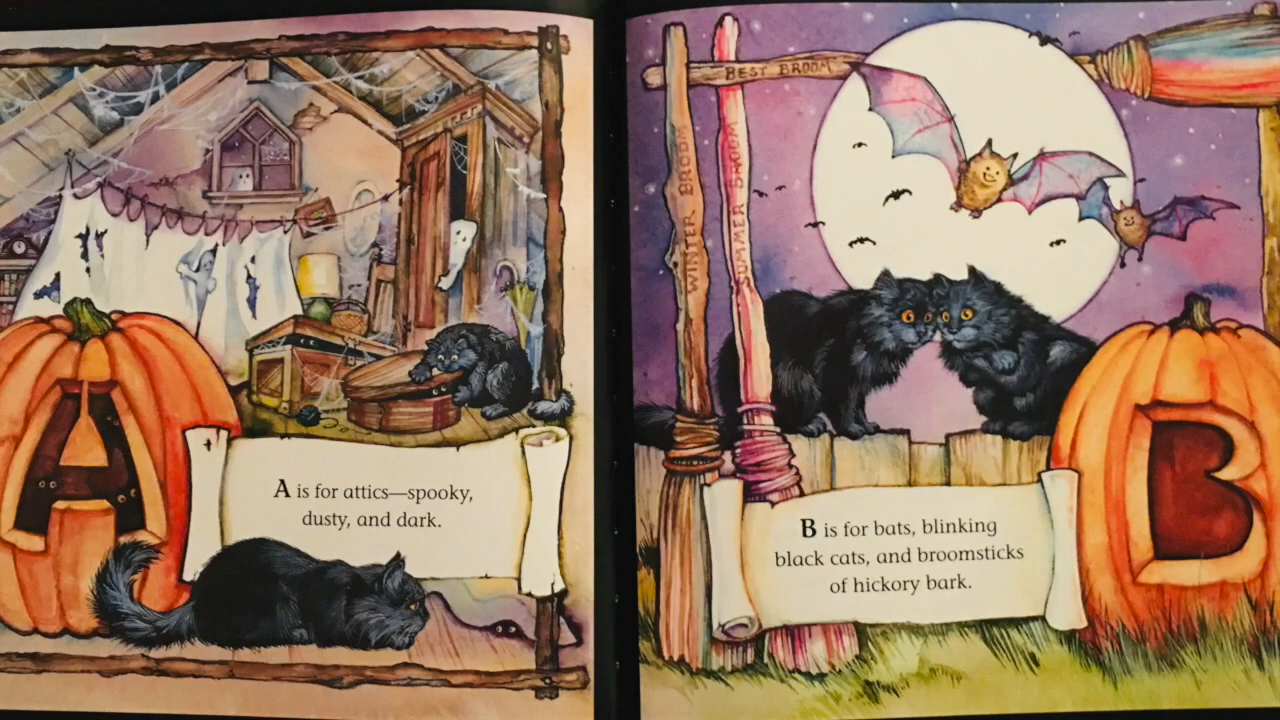 A
A is for attics—spooky,
dusty, and dark.
BEST BROOM
WINTER BROOM
SUMMER BROOM
B
B is for bats, blinking
black cats, and broomsticks
of hickory bark.